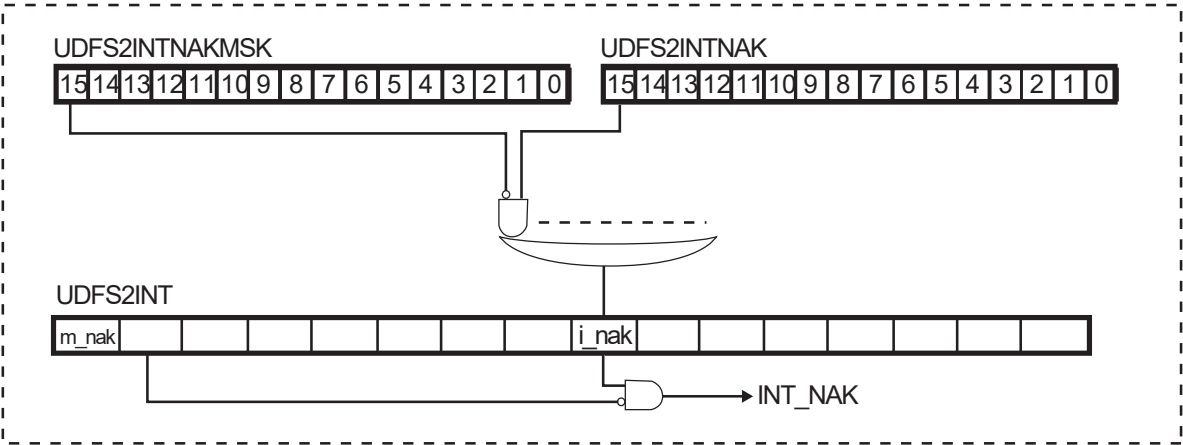 UDFS2INTNAKMSK UDFS2INTNAK
15 14 13 12 11 10 9 8 7 6 5 4 3 2 1 0 15 14 13 12 11 10 9 8 7 6 5 4 3 2 1 0
UDFS2INT
m_nak i_nak
INT_NAK